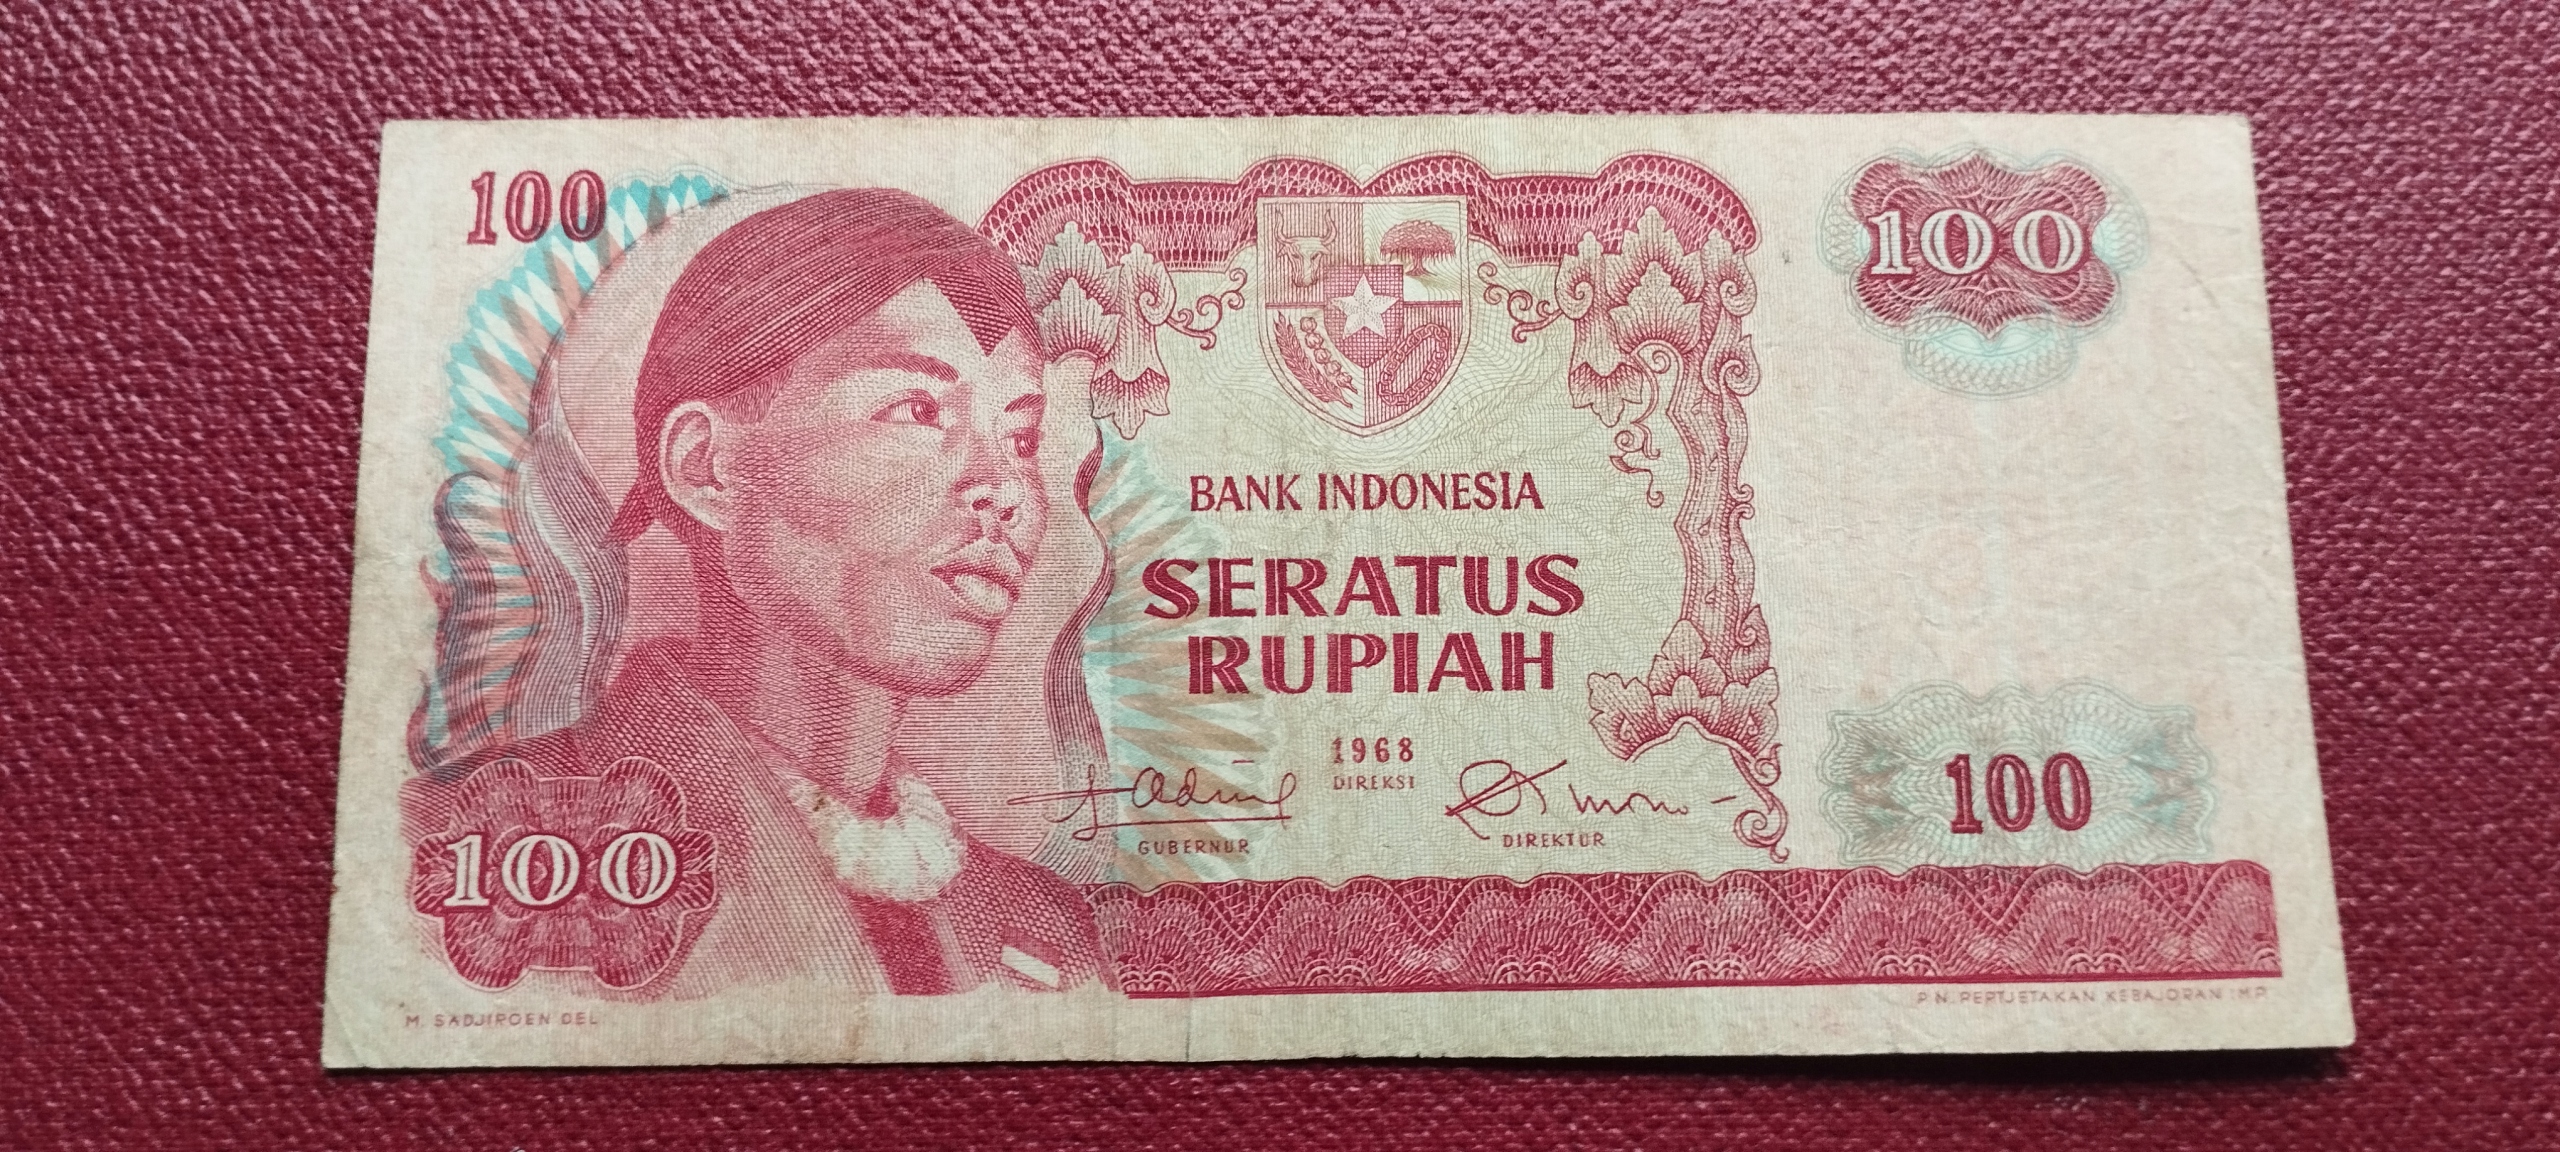 100
100
BANK INDONESIA
SERATUS
RUPIAH
1968
DIREKSI
GUBERNUR
DIREKTUR
100
100
M. SADJIROEN DEL.
P.N. PERTJETAKAN KEBAJORAN IMP.